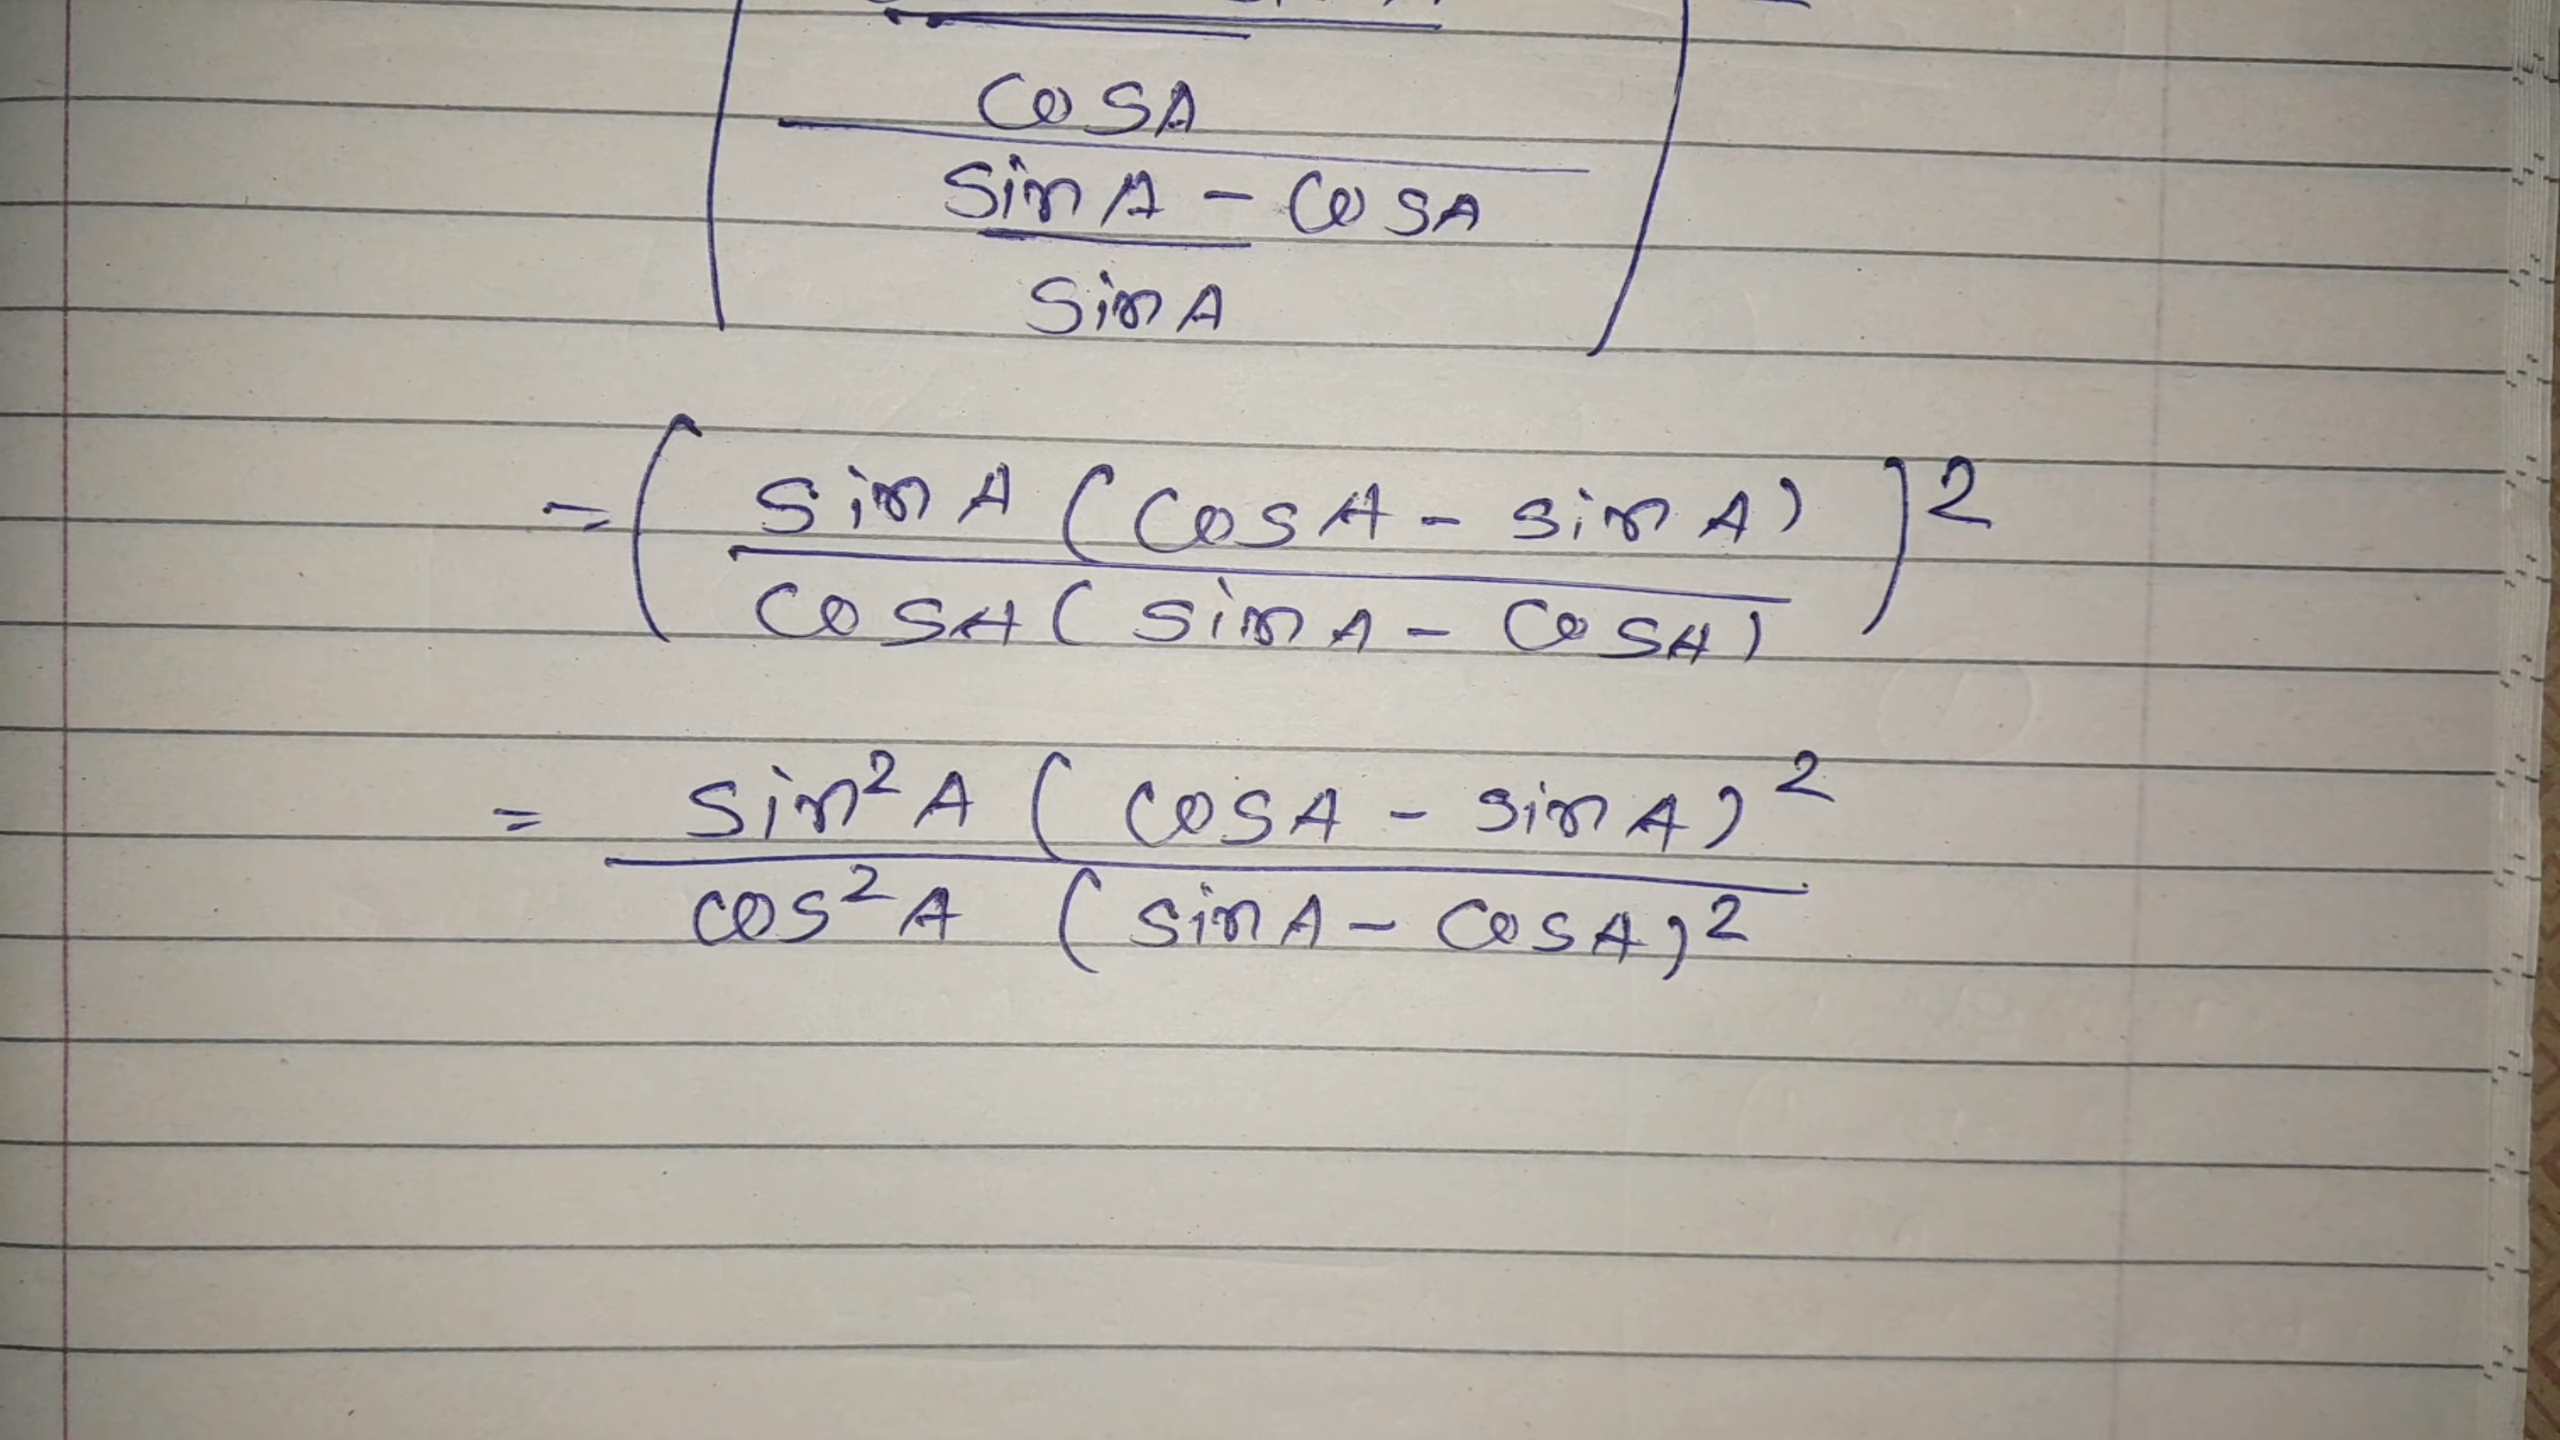 cosA
sinA - cosA
sinA
= ( sinA (cosA - sinA) )2
cosA (sinA - cosA)
= sin²A (cosA - sinA)²
cos²A (sinA - cosA)²